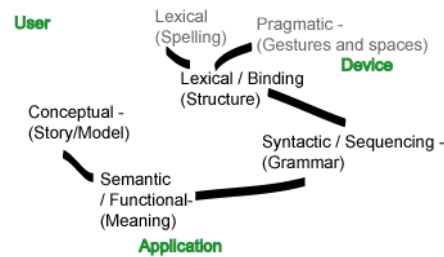 User
Lexical
(Spelling)
Pragmatic -
(Gestures and spaces)
Device
Lexical / Binding
(Structure)
Conceptual -
(Story/Model)
Syntactic / Sequencing -
(Grammar)
Semantic
/ Functional-
(Meaning)
Application